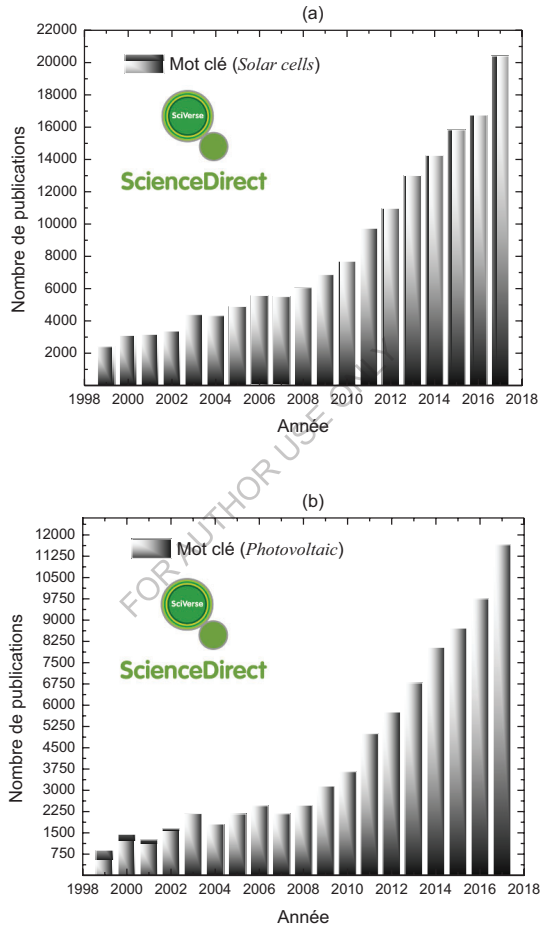 (a)
22000
20000
18000
16000
14000
12000
10000
8000
6000
4000
2000
Nombre de publications
Mot clé (Solar cells)
SciVerse
ScienceDirect
1998 2000 2002 2004 2006 2008 2010 2012 2014 2016 2018
Année
FOR AUTHOR USE ONLY
(b)
12000
11250
10500
9750
9000
8250
7500
6750
6000
5250
4500
3750
3000
2250
1500
750
Nombre de publications
Mot clé (Photovoltaic)
SciVerse
ScienceDirect
1998 2000 2002 2004 2006 2008 2010 2012 2014 2016 2018
Année